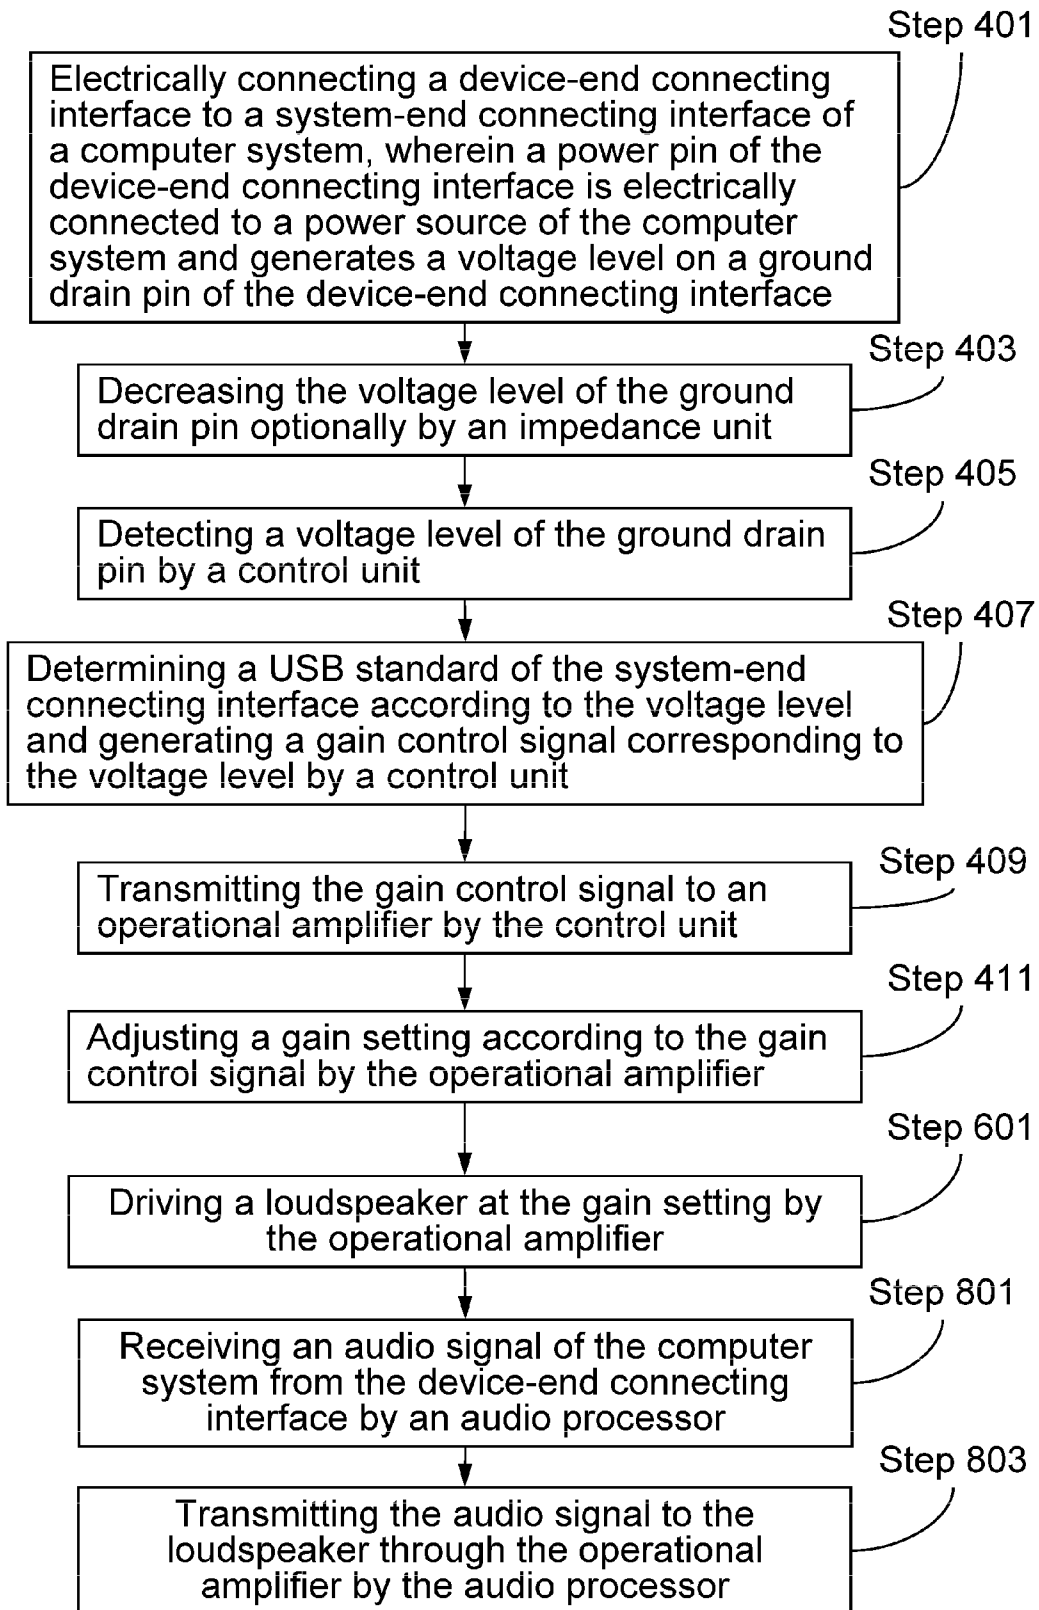 Step 401
Electrically connecting a device-end connecting
interface to a system-end connecting interface of
a computer system, wherein a power pin of the
device-end connecting interface is electrically
connected to a power source of the computer
system and generates a voltage level on a ground
drain pin of the device-end connecting interface
Step 403
Decreasing the voltage level of the ground
drain pin optionally by an impedance unit
Step 405
Detecting a voltage level of the ground drain
pin by a control unit
Step 407
Determining a USB standard of the system-end
connecting interface according to the voltage level
and generating a gain control signal corresponding to
the voltage level by a control unit
Step 409
Transmitting the gain control signal to an
operational amplifier by the control unit
Step 411
Adjusting a gain setting according to the gain
control signal by the operational amplifier
Step 601
Driving a loudspeaker at the gain setting by
the operational amplifier
Step 801
Receiving an audio signal of the computer
system from the device-end connecting
interface by an audio processor
Step 803
Transmitting the audio signal to the
loudspeaker through the operational
amplifier by the audio processor